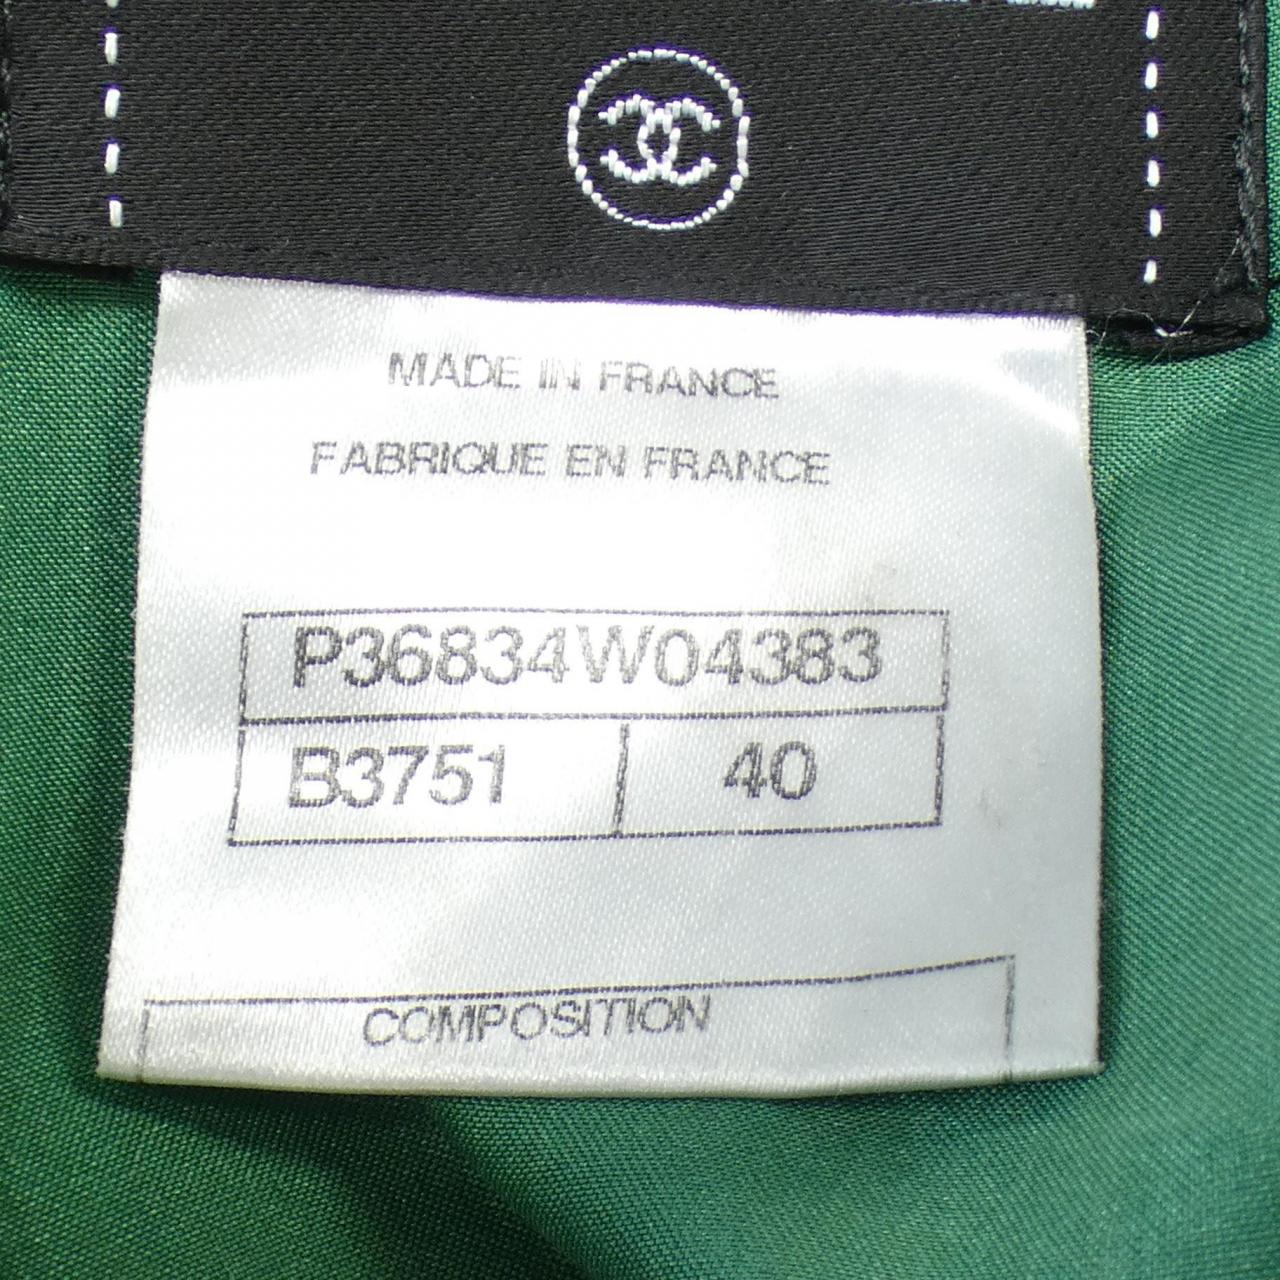 MADE IN FRANCE
FABRIQUE EN FRANCE
P36834W04383
B3751 40
COMPOSITION